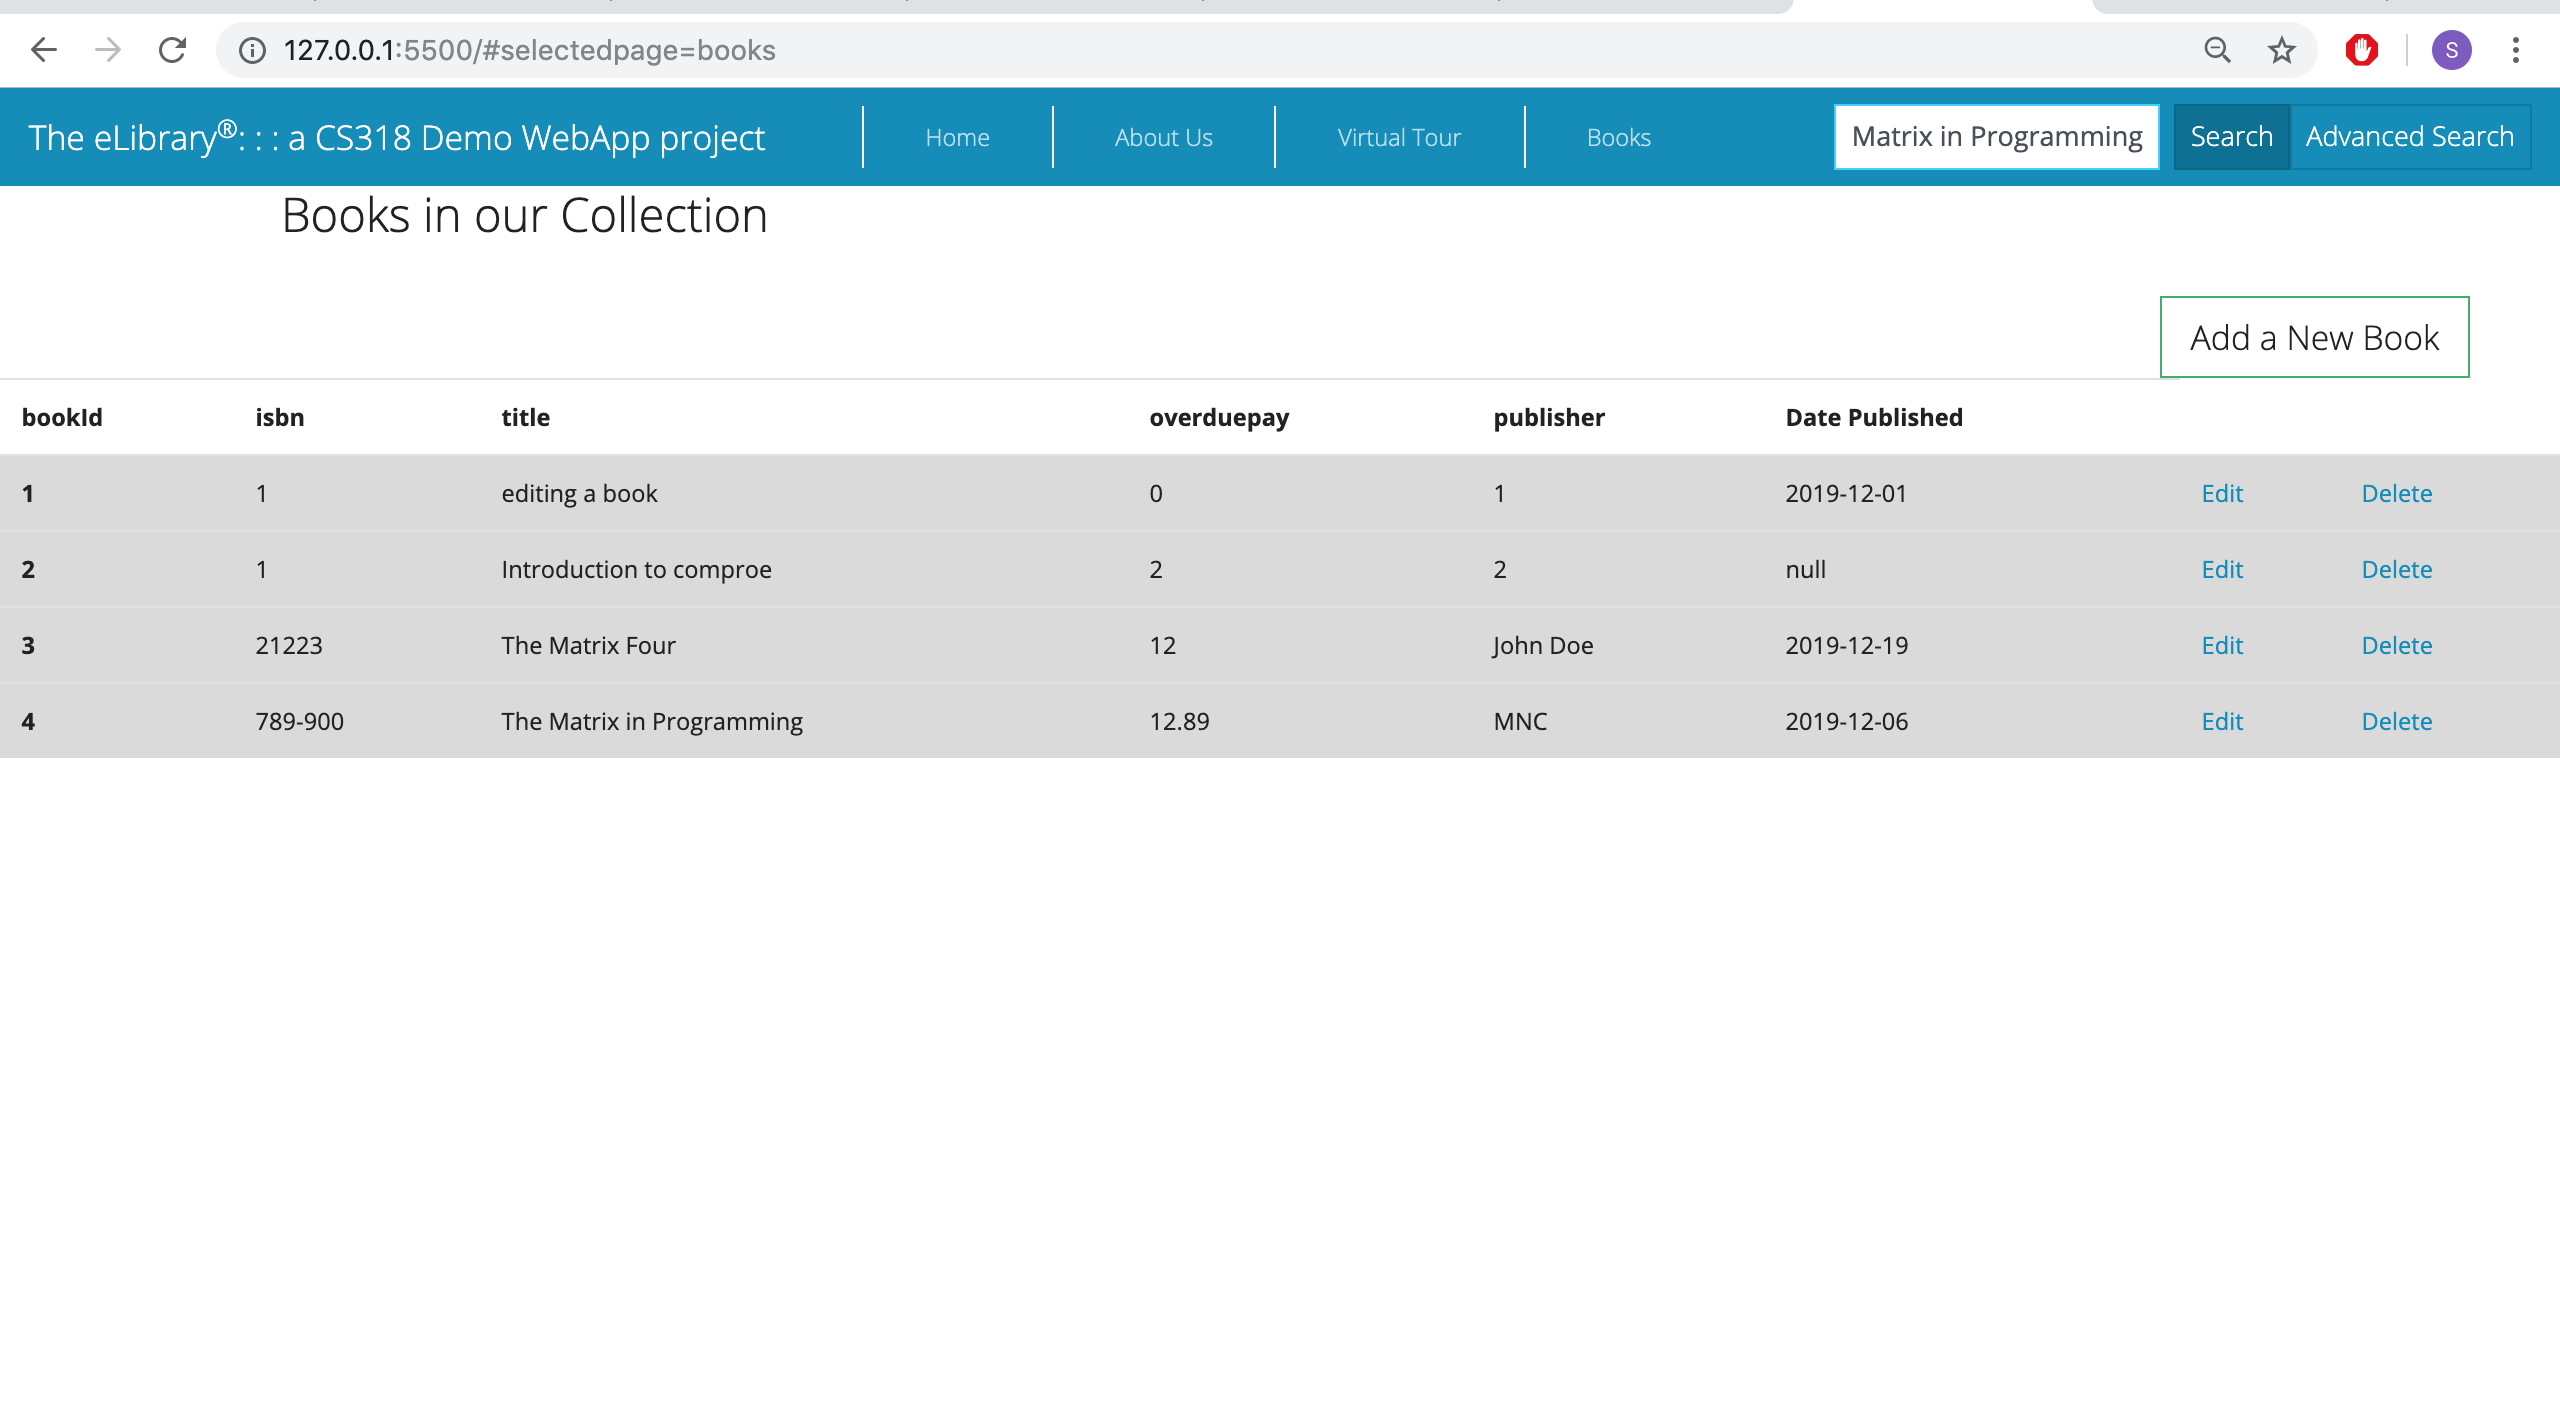 127.0.0.1:5500/#selectedpage=books
S
The eLibrary®: : : a CS318 Demo WebApp project
Home
About Us
Virtual Tour
Books
Matrix in Programming
Search
Advanced Search
Books in our Collection
Add a New Book
bookId isbn title overduepay publisher Date Published
1 1 editing a book 0 1 2019-12-01 Edit Delete
2 1 Introduction to comproe 2 2 null Edit Delete
3 21223 The Matrix Four 12 John Doe 2019-12-19 Edit Delete
4 789-900 The Matrix in Programming 12.89 MNC 2019-12-06 Edit Delete